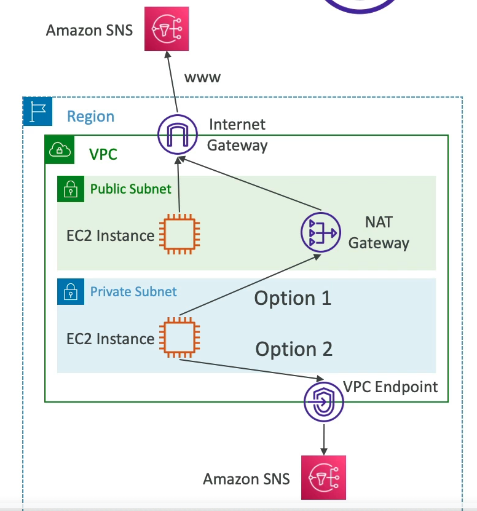 Amazon SNS
www
Region
Internet
Gateway
VPC
Public Subnet
EC2 Instance
NAT
Gateway
Private Subnet
Option 1
EC2 Instance
Option 2
VPC Endpoint
Amazon SNS